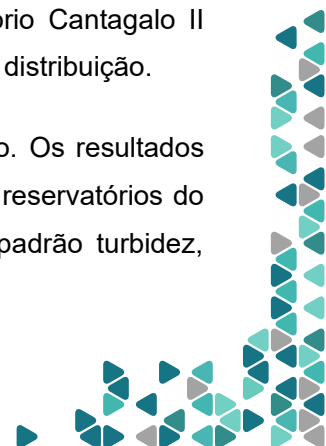 rio Cantagalo II
distribuição.
o. Os resultados
reservatórios do
padrão turbidez,